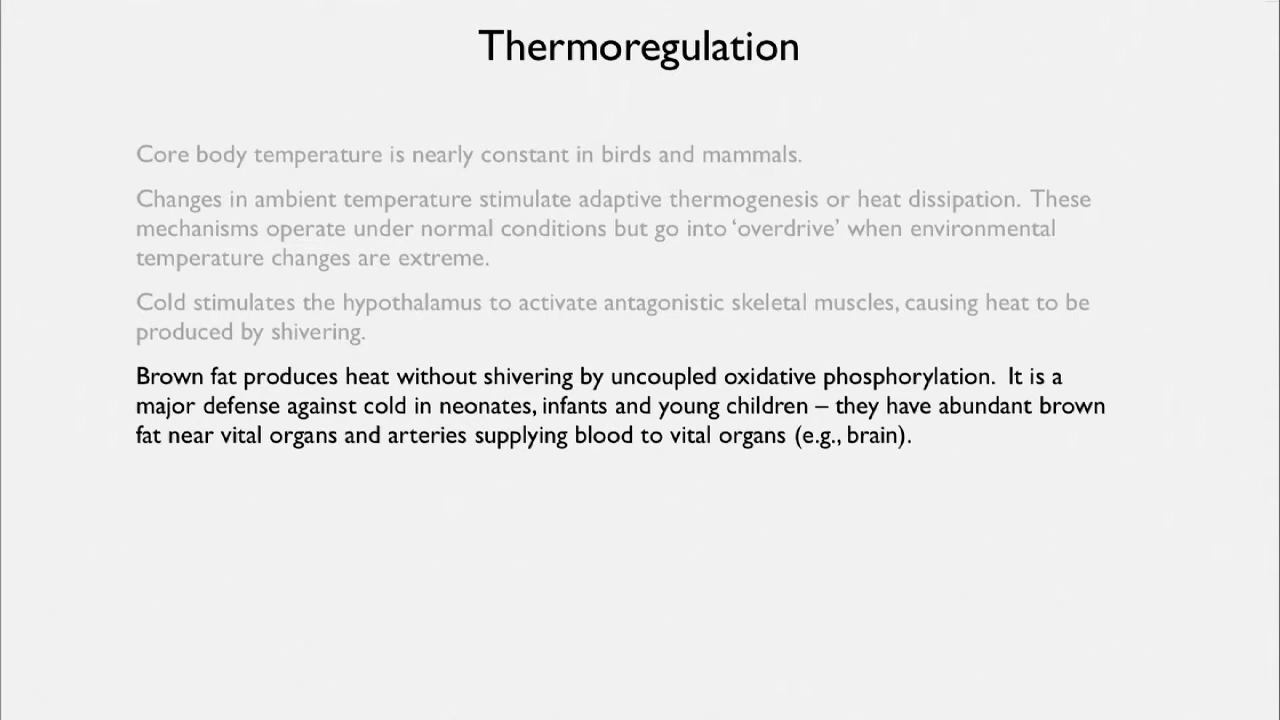 Thermoregulation
Core body temperature is nearly constant in birds and mammals.
Changes in ambient temperature stimulate adaptive thermogenesis or heat dissipation.  These
mechanisms operate under normal conditions but go into ‘overdrive’ when environmental
temperature changes are extreme.
Cold stimulates the hypothalamus to activate antagonistic skeletal muscles, causing heat to be
produced by shivering.
Brown fat produces heat without shivering by uncoupled oxidative phosphorylation.  It is a
major defense against cold in neonates, infants and young children – they have abundant brown
fat near vital organs and arteries supplying blood to vital organs (e.g., brain).